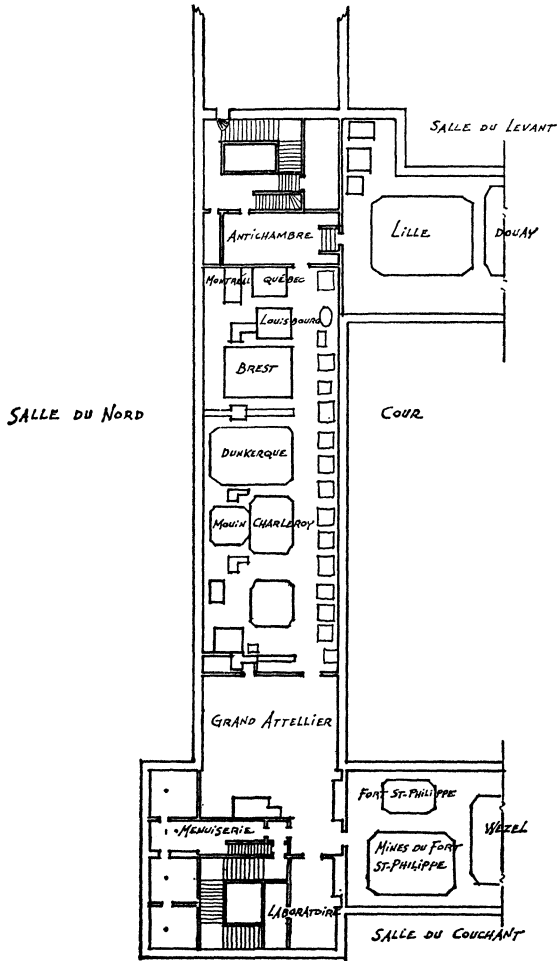 SALLE DU LEVANT
ANTICHAMBRE
LILLE
DOUAY
MONTRÉAL
QUÉBEC
LOUISBOURG
BREST
SALLE DU NORD
COUR
DUNKERQUE
MOUIN
CHARLEROY
GRAND ATTELLIER
FORT ST-PHILIPPE
MENUISERIE
WEZEL
MINES DU FORT
ST-PHILIPPE
LABORATOIRE
SALLE DU COUCHANT